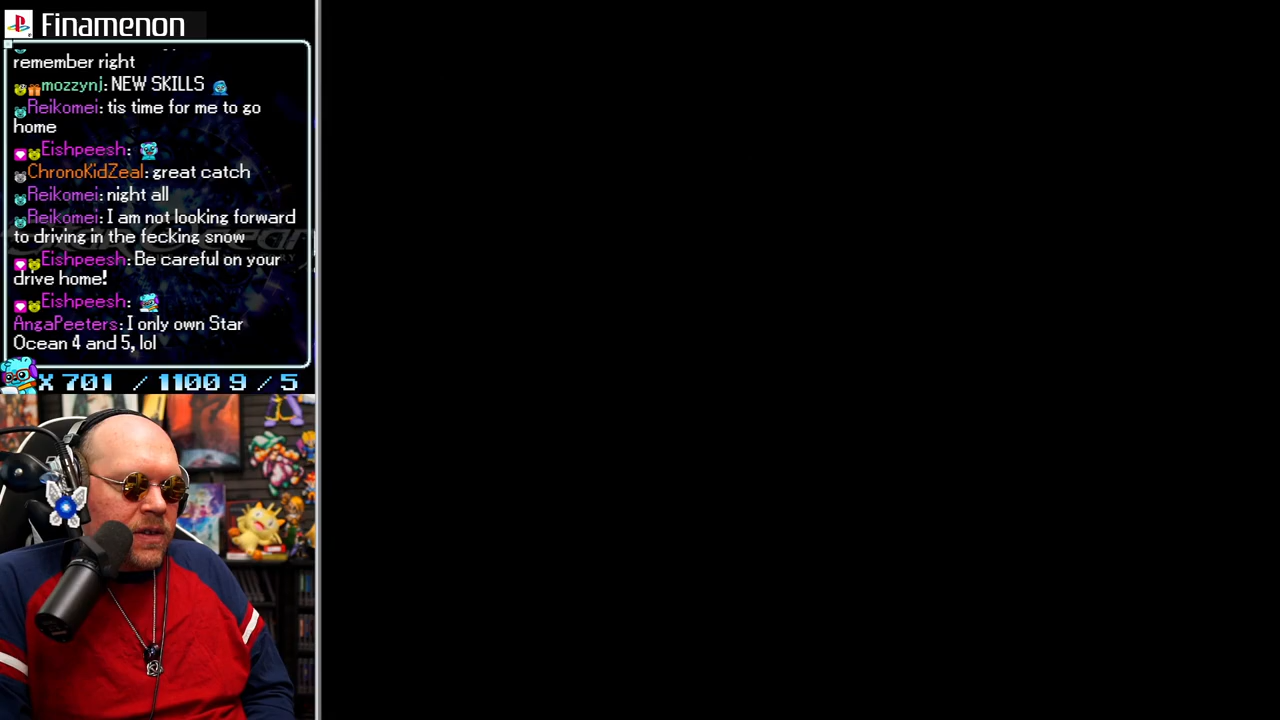 Finamenon
remember right
mozzynj: NEW SKILLS
Reikomei: tis time for me to go
home
Eishpeesh:
ChronoKidZeal: great catch
Reikomei: night all
Reikomei: I am not looking forward
to driving in the fecking snow
Eishpeesh: Be careful on your
drive home!
Eishpeesh:
AngaPeeters: I only own Star
Ocean 4 and 5, lol
X 701 / 1100 9 / 5